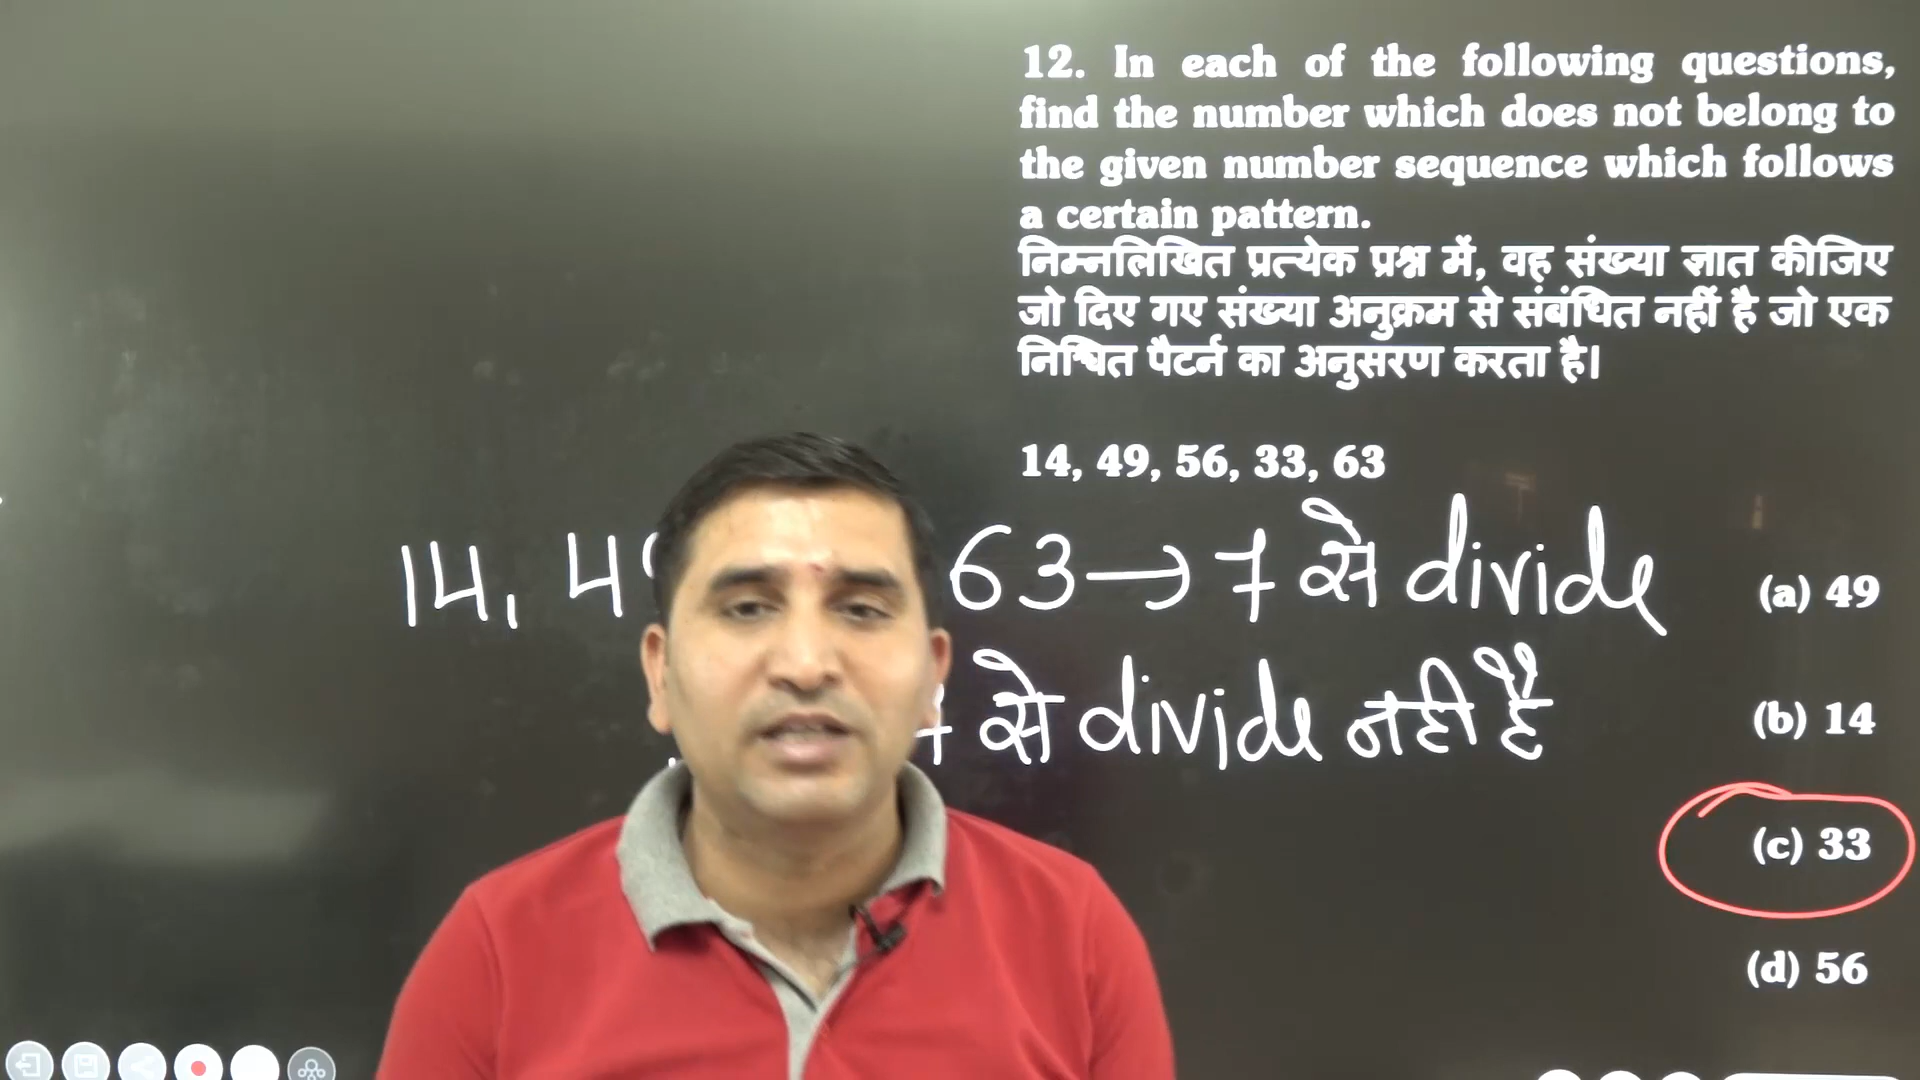 12. In each of the following questions,
find the number which does not belong to
the given number sequence which follows
a certain pattern.
निम्नलिखित प्रत्येक प्रश्न में, वह संख्या ज्ञात कीजिए
जो दिए गए संख्या अनुक्रम से संबंधित नहीं है जो एक
निश्चित पैटर्न का अनुसरण करता है।
14, 49, 56, 33, 63
14, 63 → 7 से divide
से divide नही है
(a) 49
(b) 14
(c) 33
(d) 56